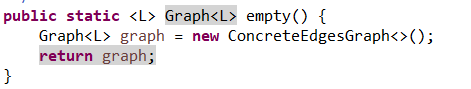 public static <L> Graph<L> empty() {
    Graph<L> graph = new ConcreteEdgesGraph<>();
    return graph;
}